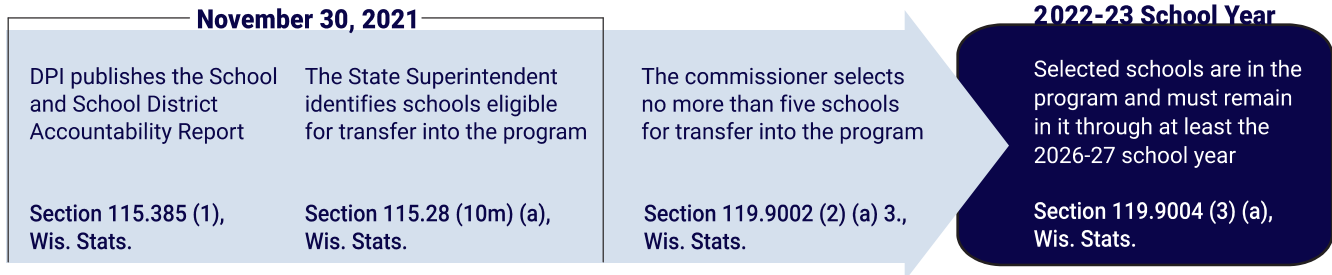 November 30, 2021
DPI publishes the School
and School District
Accountability Report
Section 115.385 (1),
Wis. Stats.
The State Superintendent
identifies schools eligible
for transfer into the program
Section 115.28 (10m) (a),
Wis. Stats.
The commissioner selects
no more than five schools
for transfer into the program
Section 119.9002 (2) (a) 3.,
Wis. Stats.
2022-23 School Year
Selected schools are in the
program and must remain
in it through at least the
2026-27 school year
Section 119.9004 (3) (a),
Wis. Stats.